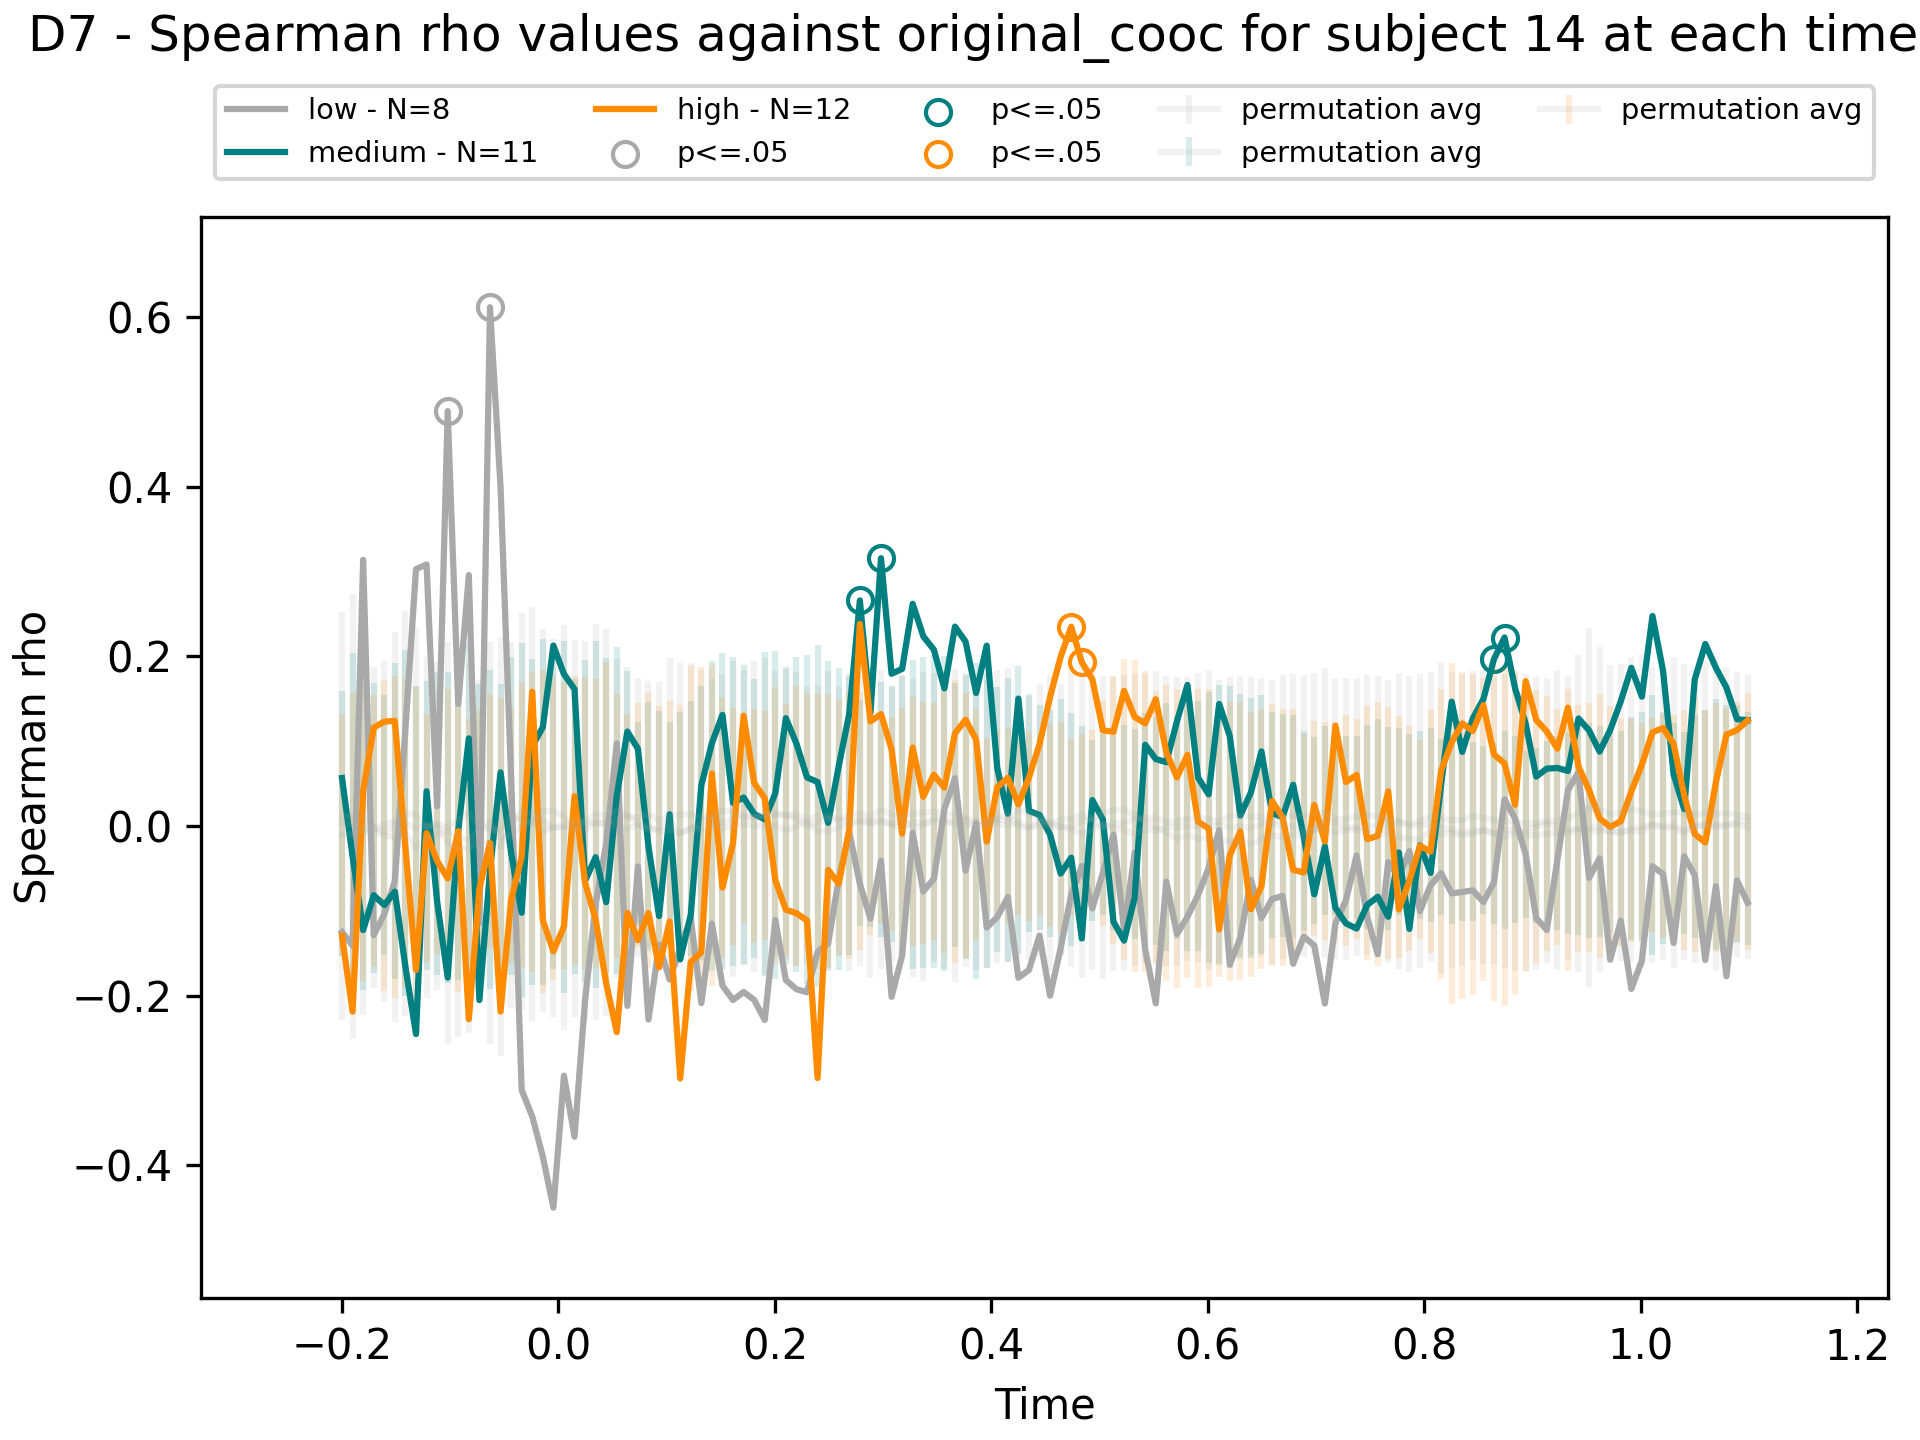 D7 - Spearman rho values against original_cooc for subject 14 at each time
low - N=8
medium - N=11
high - N=12
p<=.05
p<=.05
p<=.05
permutation avg
permutation avg
permutation avg
Spearman rho
0.6
0.4
0.2
0.0
−0.2
−0.4
−0.2
0.0
0.2
0.4
0.6
0.8
1.0
1.2
Time